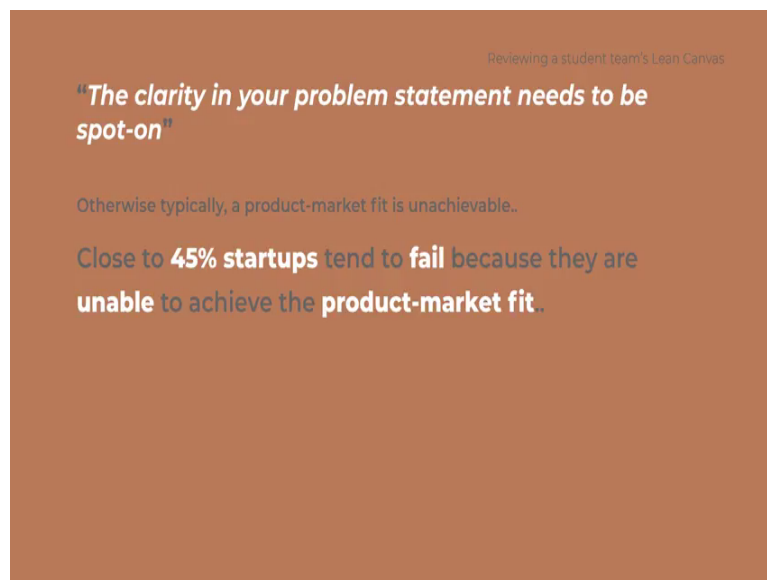 Reviewing a student team's Lean Canvas
“The clarity in your problem statement needs to be
spot-on”
Otherwise typically, a product-market fit is unachievable..
Close to 45% startups tend to fail because they are
unable to achieve the product-market fit..